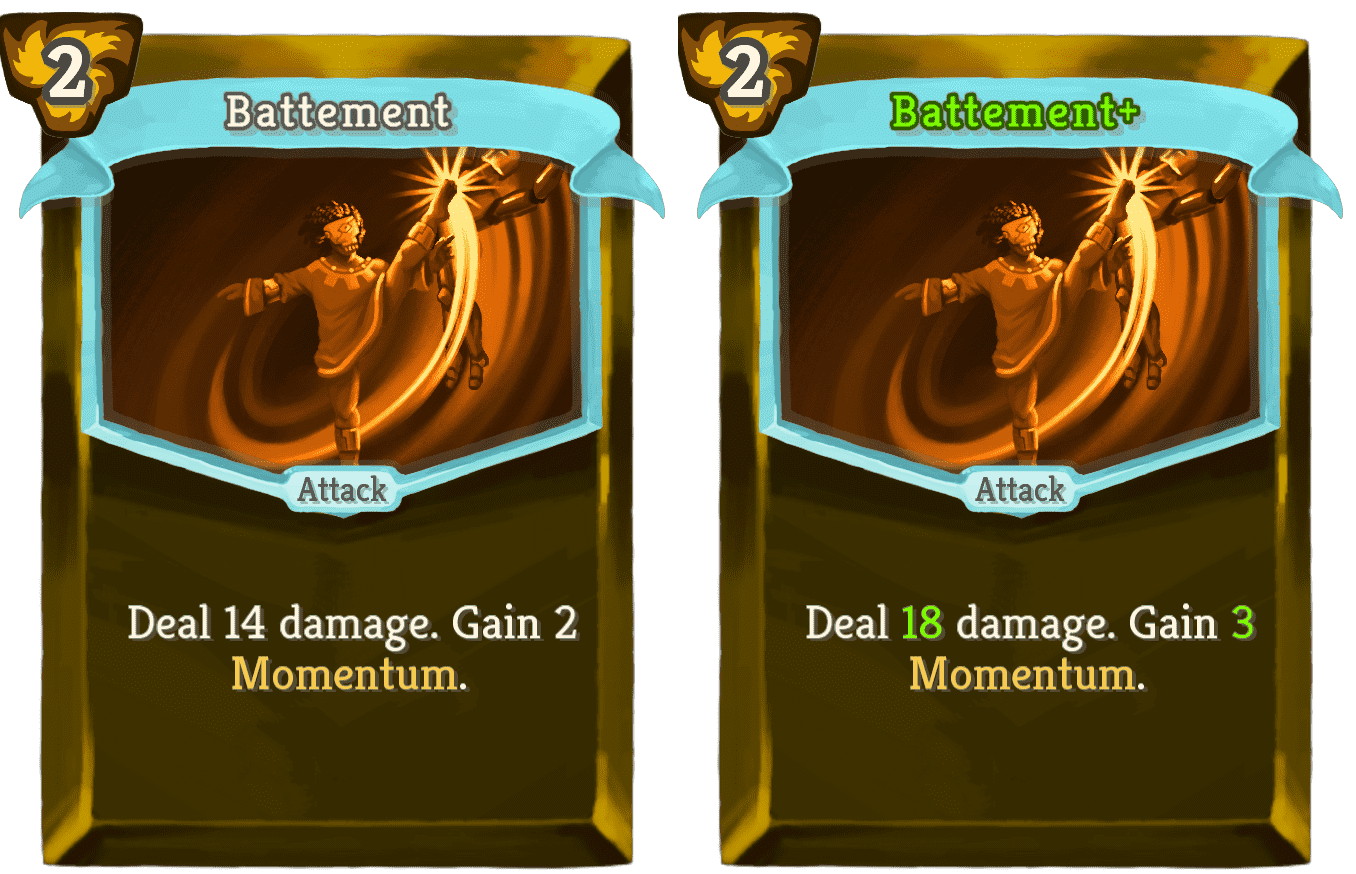 2
Battement
Attack
Deal 14 damage. Gain 2
Momentum.
2
Battement+
Attack
Deal 18 damage. Gain 3
Momentum.